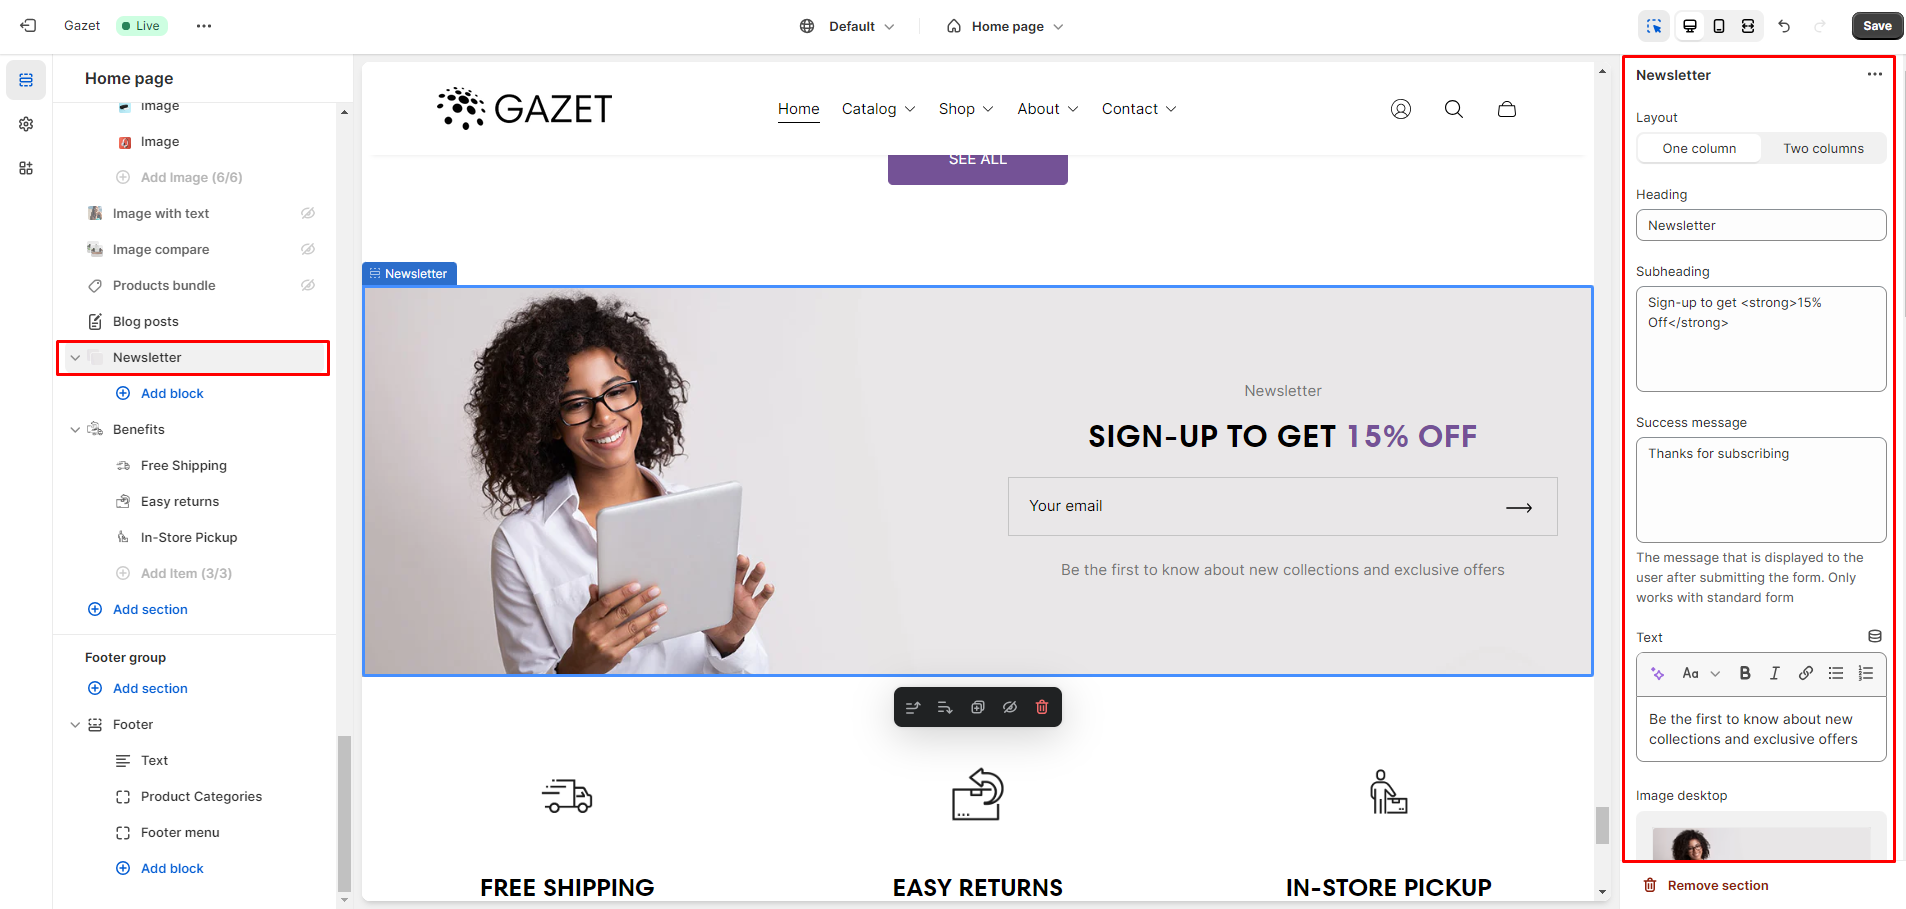 Gazet
Live
Default
Home page
Save
Home page
Image
Image
Add Image (6/6)
Image with text
Image compare
Products bundle
Blog posts
Newsletter
Add block
Benefits
Free Shipping
Easy returns
In-Store Pickup
Add Item (3/3)
Add section
Footer group
Add section
Footer
Text
Product Categories
Footer menu
Add block
GAZET
Home
Catalog
Shop
About
Contact
SEE ALL
Newsletter
Newsletter
SIGN-UP TO GET 15% OFF
Your email
Be the first to know about new collections and exclusive offers
FREE SHIPPING
EASY RETURNS
IN-STORE PICKUP
Newsletter
Layout
One column
Two columns
Heading
Newsletter
Subheading
Sign-up to get <strong>15%
Off</strong>
Success message
Thanks for subscribing
The message that is displayed to the
user after submitting the form. Only
works with standard form
Text
Aa
B
I
Be the first to know about new
collections and exclusive offers
Image desktop
Remove section